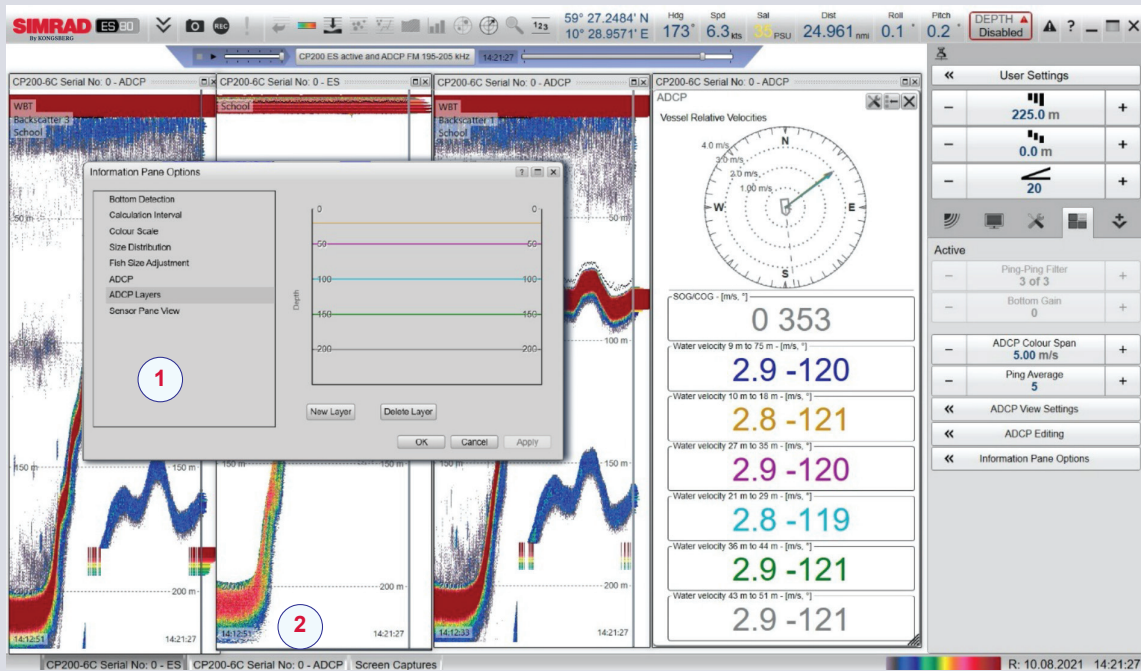 SIMRAD ES80
By KONGSBERG
REC
123
59° 27.2484' N
10° 28.9571' E
Hdg
173°
Spd
6.3 kts
Sal
35 PSU
Dist
24.961 nmi
Roll
0.1 °
Pitch
0.2 °
DEPTH
Disabled
?
CP200 ES active and ADCP FM 195-205 kHz
14:21:27
CP200-6C Serial No: 0 - ADCP
WBT
Backscatter 3
School
50 m
150 m
150 m
200 m
14:12:51
14:21:27
CP200-6C Serial No: 0 - ES
School
150 m
200 m
14:12:51
14:21:27
2
CP200-6C Serial No: 0 - ADCP
WBT
Backscatter 1
School
100 m
150 m
200 m
14:12:33
14:21:27
Information Pane Options
?
Bottom Detection
Calculation Interval
Colour Scale
Size Distribution
Fish Size Adjustment
ADCP
ADCP Layers
Sensor Pane View
1
Depth
0 0
50 50
100 100
150 150
200 200
New Layer
Delete Layer
OK
Cancel
Apply
CP200-6C Serial No: 0 - ADCP
ADCP
Vessel Relative Velocities
4.0 m/s
3.0 m/s
2.0 m/s
1.00 m/s
N
W
E
S
SOG/COG - [m/s, °]
0 353
Water velocity 9 m to 75 m - [m/s, °]
2.9 -120
Water velocity 10 m to 18 m - [m/s, °]
2.8 -121
Water velocity 27 m to 35 m - [m/s, °]
2.9 -120
Water velocity 21 m to 29 m - [m/s, °]
2.8 -119
Water velocity 36 m to 44 m - [m/s, °]
2.9 -121
Water velocity 43 m to 51 m - [m/s, °]
2.9 -121
User Settings
225.0 m
0.0 m
20
Active
Ping-Ping Filter
3 of 3
Bottom Gain
0
ADCP Colour Span
5.00 m/s
Ping Average
5
ADCP View Settings
ADCP Editing
Information Pane Options
CP200-6C Serial No: 0 - ES
CP200-6C Serial No: 0 - ADCP
Screen Captures
R: 10.08.2021 14:21:27